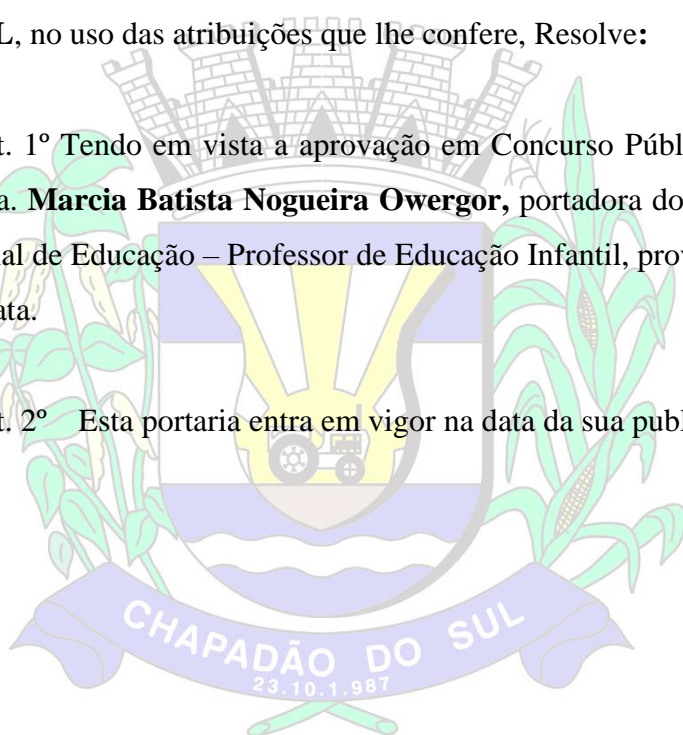 L, no uso das atribuições que lhe confere, Resolve:
t. 1º Tendo em vista a aprovação em Concurso Públ
a. Marcia Batista Nogueira Owergor, portadora do
nal de Educação – Professor de Educação Infantil, prov
ata.
t. 2º Esta portaria entra em vigor na data da sua publ
CHAPADÃO DO SUL
23.10.1.987